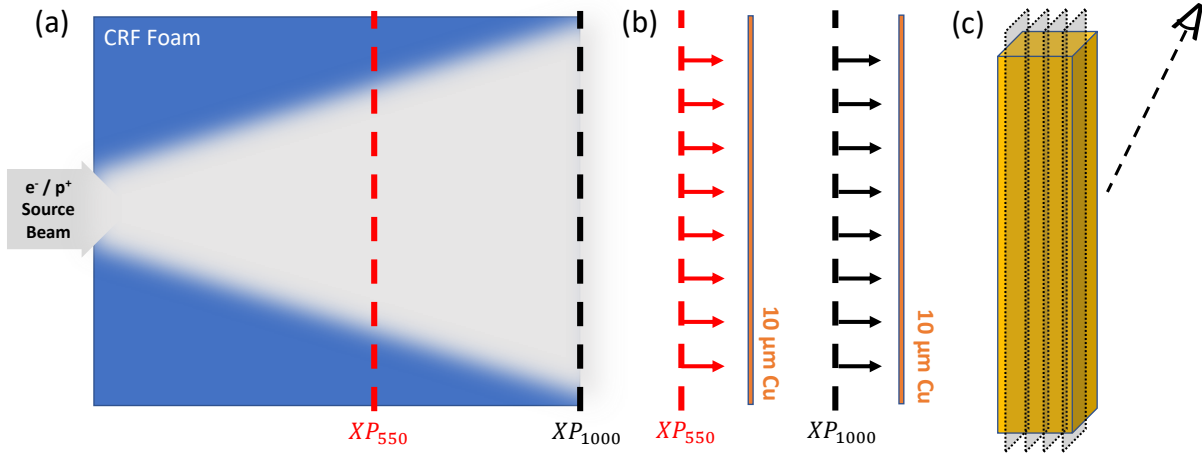 (a)
CRF Foam
e⁻ / p⁺
Source
Beam
XP₅₅₀
XP₁₀₀₀
(b)
10 µm Cu
10 µm Cu
XP₅₅₀
XP₁₀₀₀
(c)